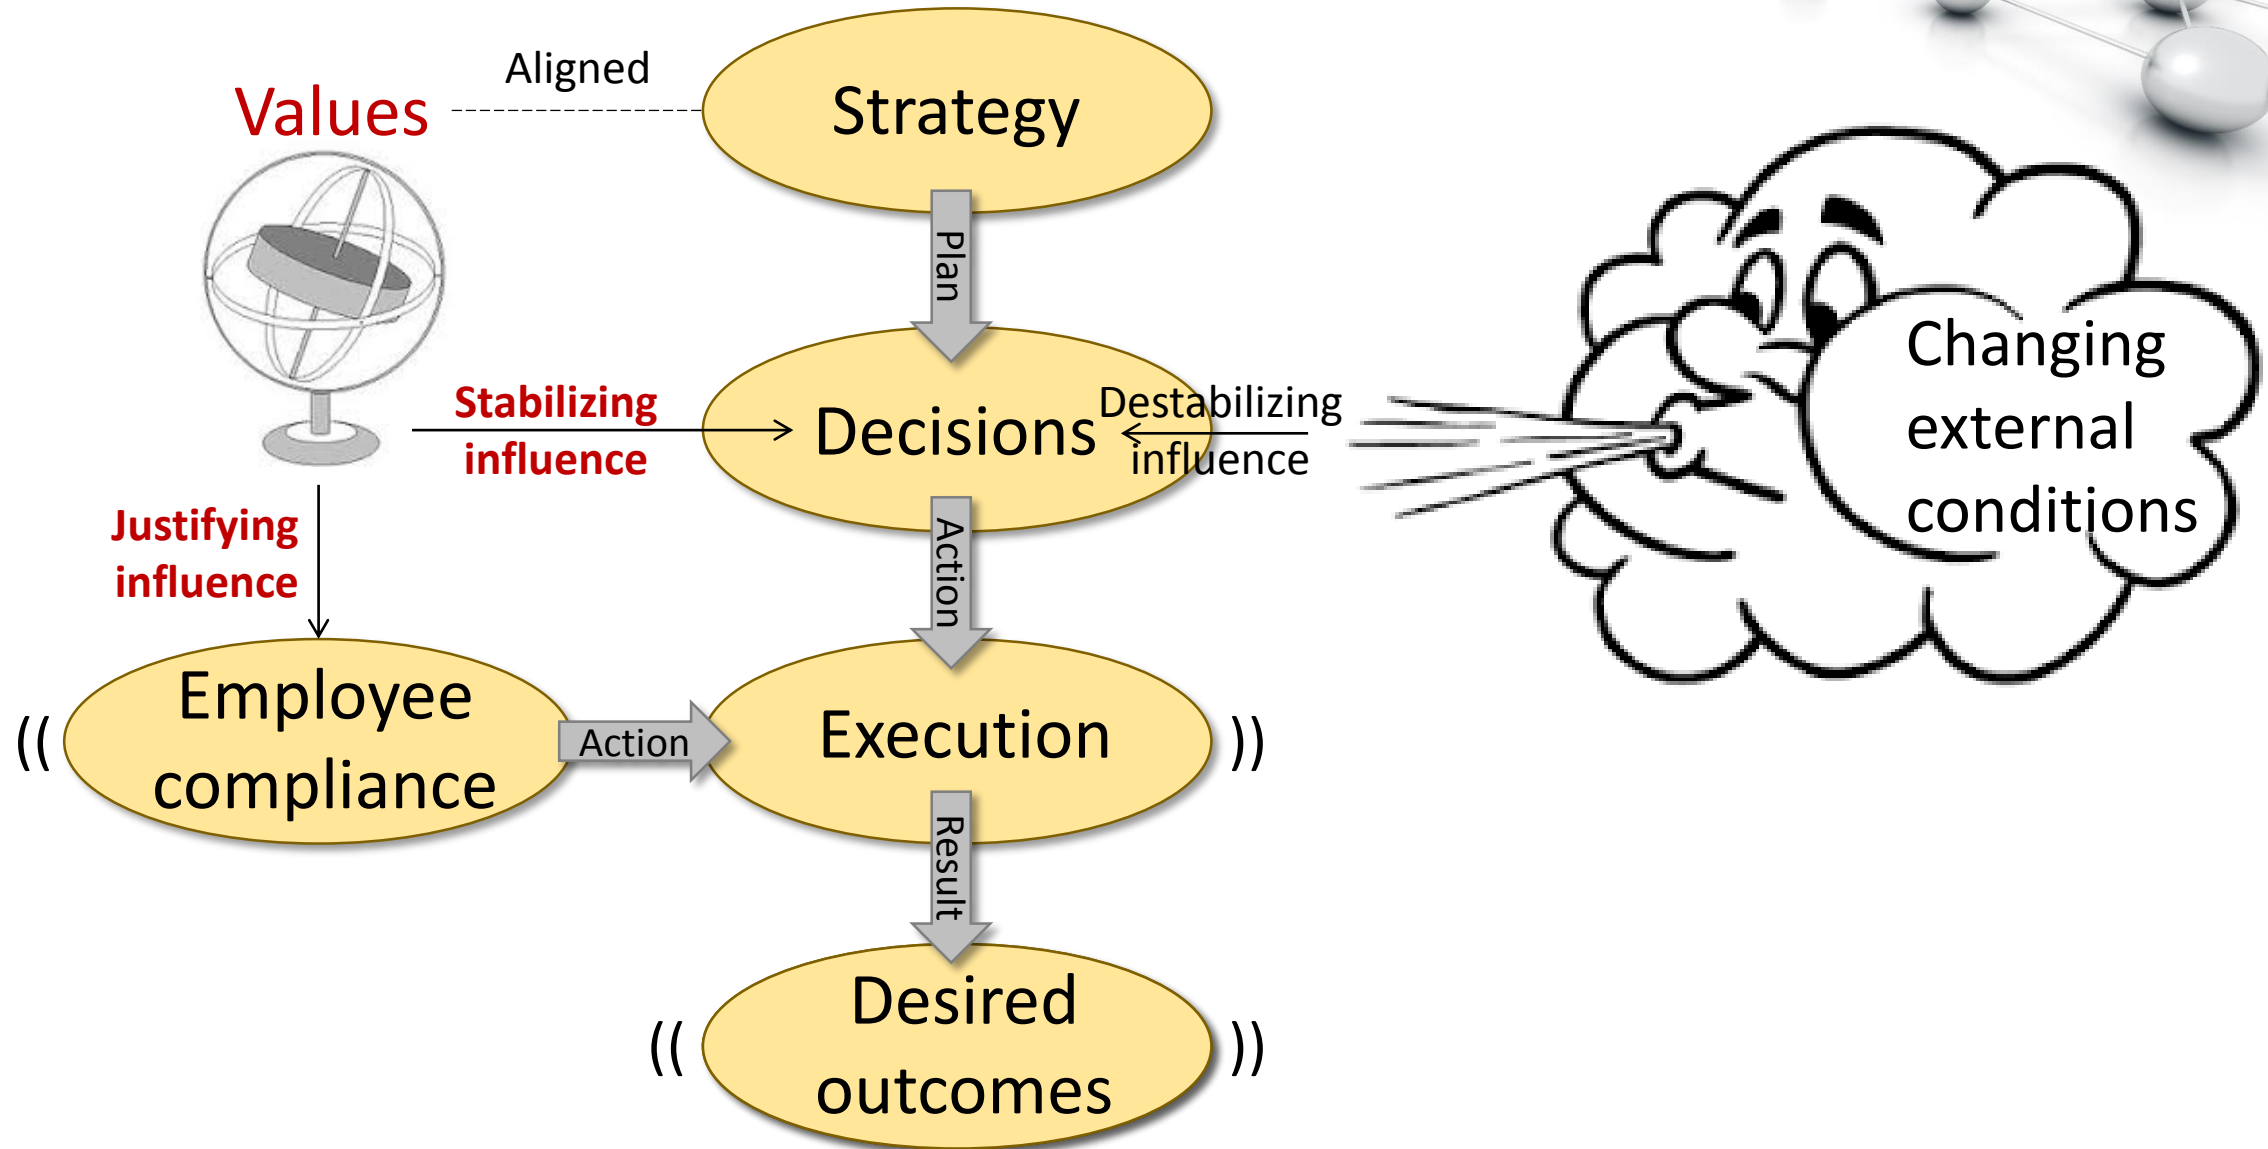 Aligned
Values
Strategy
Plan
Changing
external
conditions
Stabilizing
influence
Decisions
Destabilizing
influence
Justifying
influence
Action
Employee
compliance
((
Action
Execution
))
Result
Desired
outcomes
((
))